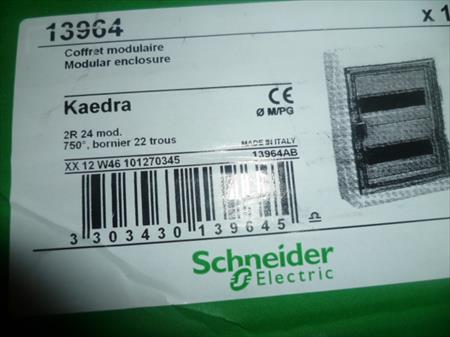 13964 x 1
Coffret modulaire
Modular enclosure
Kaedra CE
Ø M/PG
2R 24 mod.
750°, bornier 22 trous MADE IN ITALY
XX 12 W46 101270345 13964AB
3 303430 139645
Schneider
Electric